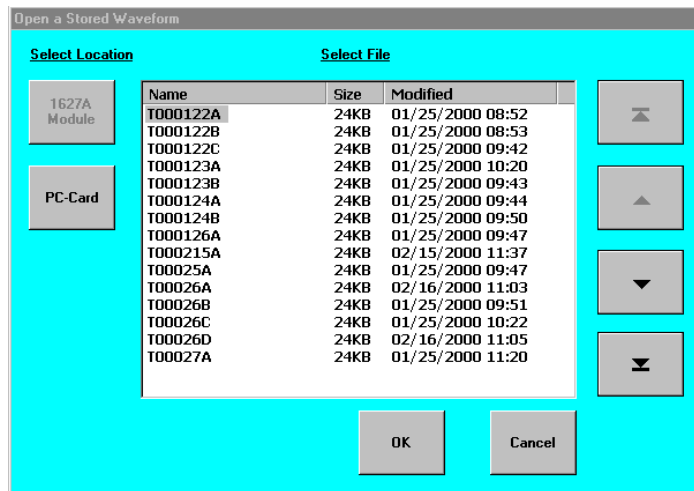 Open a Stored Waveform
Select Location
Select File
1627A
Module
PC-Card
Name Size Modified
T000122A 24KB 01/25/2000 08:52
T000122B 24KB 01/25/2000 08:53
T000122C 24KB 01/25/2000 09:42
T000123A 24KB 01/25/2000 10:20
T000123B 24KB 01/25/2000 09:43
T000124A 24KB 01/25/2000 09:44
T000124B 24KB 01/25/2000 09:50
T000126A 24KB 01/25/2000 09:47
T000215A 24KB 02/15/2000 11:37
T00025A 24KB 01/25/2000 09:47
T00026A 24KB 02/16/2000 11:03
T00026B 24KB 01/25/2000 09:51
T00026C 24KB 01/25/2000 10:22
T00026D 24KB 02/16/2000 11:05
T00027A 24KB 01/25/2000 11:20
OK
Cancel